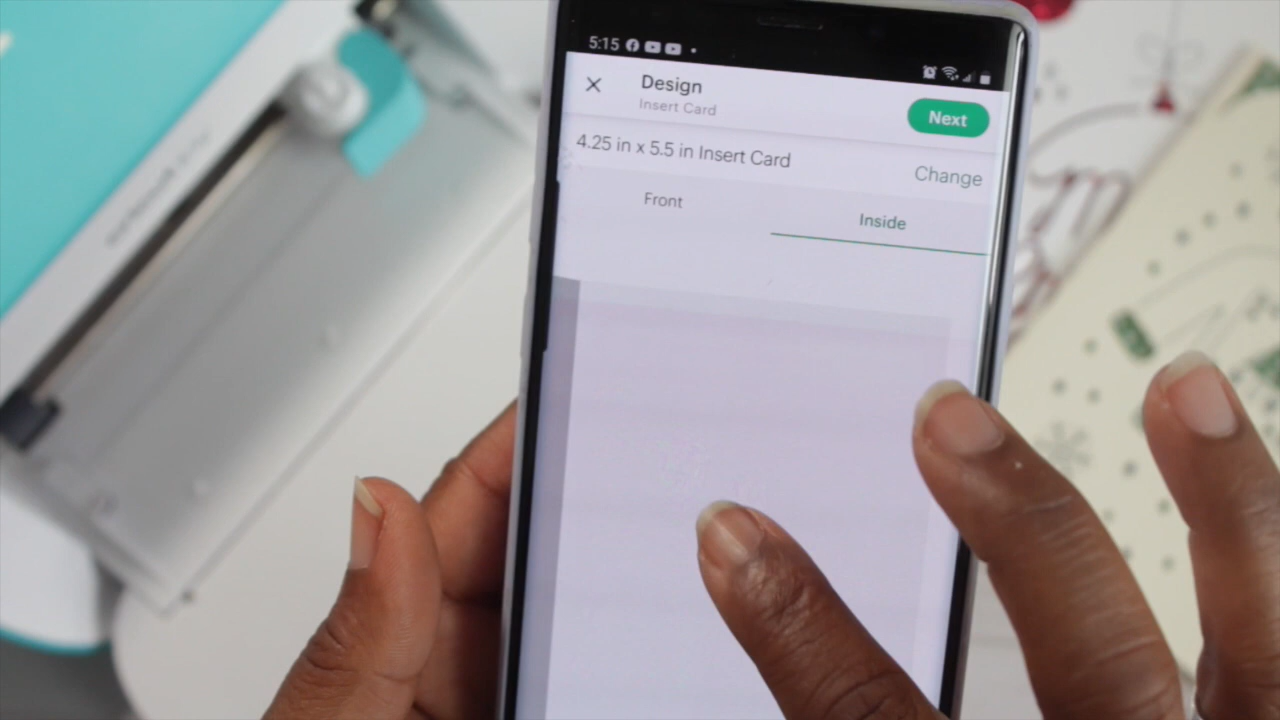 5:15
Design
Insert Card
Next
4.25 in x 5.5 in Insert Card
Change
Front
Inside